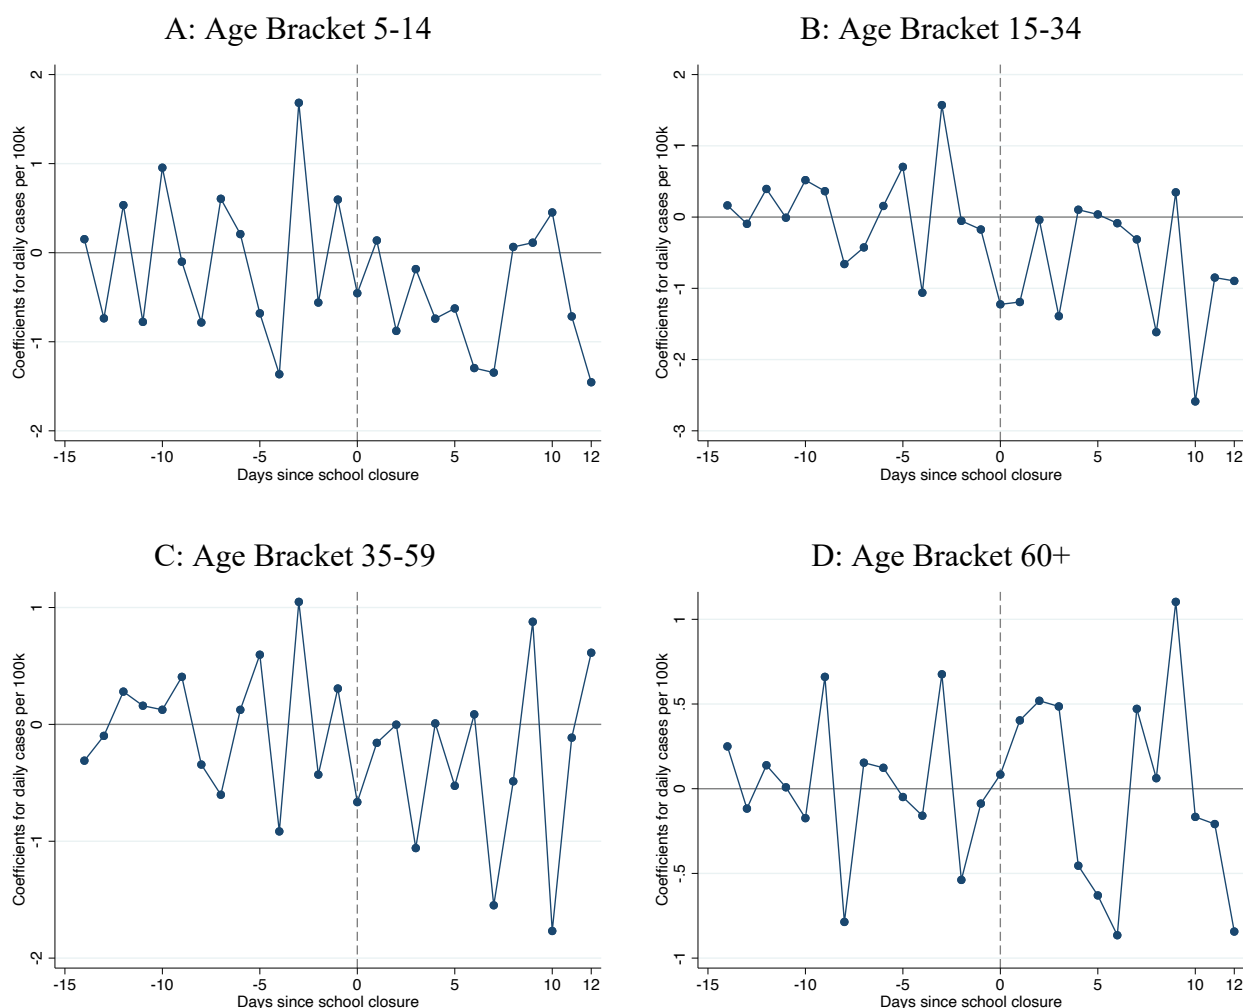 A: Age Bracket 5-14
Coefficients for daily cases per 100k
2
1
0
-1
-2
-15 -10 -5 0 5 10 12
Days since school closure
B: Age Bracket 15-34
Coefficients for daily cases per 100k
2
1
0
-1
-2
-3
-15 -10 -5 0 5 10 12
Days since school closure
C: Age Bracket 35-59
Coefficients for daily cases per 100k
1
0
-1
-2
-15 -10 -5 0 5 10 12
Days since school closure
D: Age Bracket 60+
Coefficients for daily cases per 100k
1
.5
0
-.5
-1
-15 -10 -5 0 5 10 12
Days since school closure